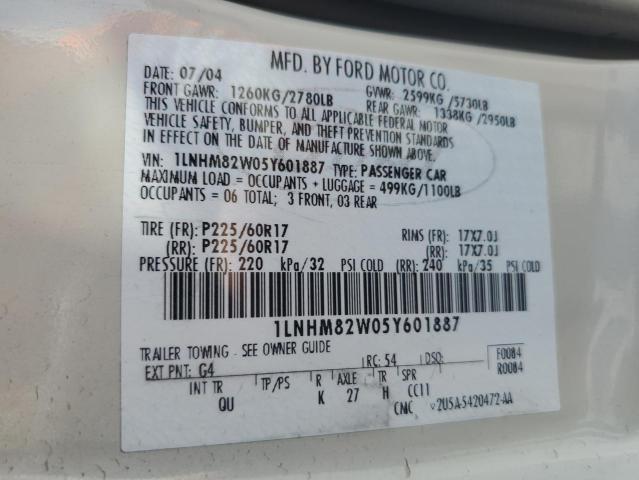 MFD. BY FORD MOTOR CO.
DATE: 07/04
FRONT GAWR: 1260KG/2780LB
GVWR: 2599KG /5730LB
REAR GAWR: 1338KG /2950LB
THIS VEHICLE CONFORMS TO ALL APPLICABLE FEDERAL MOTOR
VEHICLE SAFETY, BUMPER, AND THEFT PREVENTION STANDARDS
IN EFFECT ON THE DATE OF MANUFACTURE SHOWN ABOVE.
VIN: 1LNHM82W05Y601887 TYPE: PASSENGER CAR
MAXIMUM LOAD = OCCUPANTS + LUGGAGE = 499KG/1100LB
OCCUPANTS: 06 TOTAL; 3 FRONT, 03 REAR
TIRE (FR): P225/60R17 RIMS (FR): 17X7.0J
(RR): P225/60R17 (RR): 17X7.0J
PRESSURE (FR): 220 kPa/32 PSI COLD (RR): 240 kPa/35 PSI COLD
1LNHM82W05Y601887
TRAILER TOWING - SEE OWNER GUIDE
EXT PNT: G4 RC: 54 DSO: F0084
R0084
INT TR TP/PS R AXLE TR SPR
QU K 27 H CC11
CMC v2U5A-5420472-AA